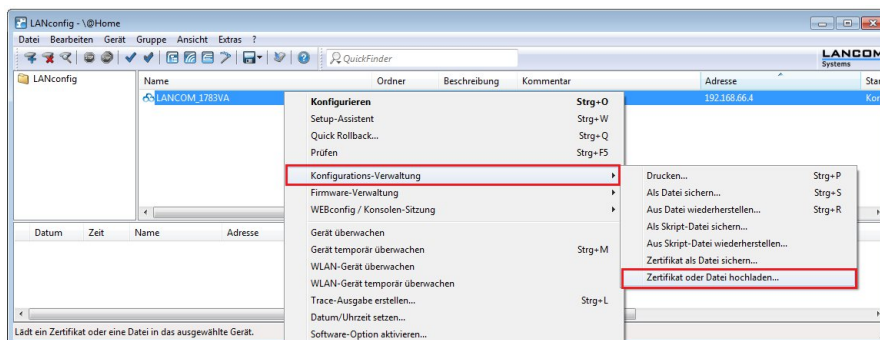 LANconfig - \@Home
Datei Bearbeiten Gerät Gruppe Ansicht Extras ?
QuickFinder
LANCOM
Systems
LANconfig
Name Ordner Beschreibung Kommentar Adresse
LANCOM_1783VA 192.168.66.4
Konfigurieren Strg+O
Setup-Assistent Strg+W
Quick Rollback... Strg+Q
Prüfen Strg+F5
Konfigurations-Verwaltung
Firmware-Verwaltung
WEBconfig / Konsolen-Sitzung
Gerät überwachen
Gerät temporär überwachen Strg+M
WLAN-Gerät überwachen
WLAN-Gerät temporär überwachen
Trace-Ausgabe erstellen... Strg+L
Datum/Uhrzeit setzen...
Software-Option aktivieren...
Drucken... Strg+P
Als Datei sichern... Strg+S
Aus Datei wiederherstellen... Strg+R
Als Skript-Datei sichern...
Aus Skript-Datei wiederherstellen...
Zertifikat als Datei sichern...
Zertifikat oder Datei hochladen...
Datum Zeit Name Adresse
Lädt ein Zertifikat oder eine Datei in das ausgewählte Gerät.